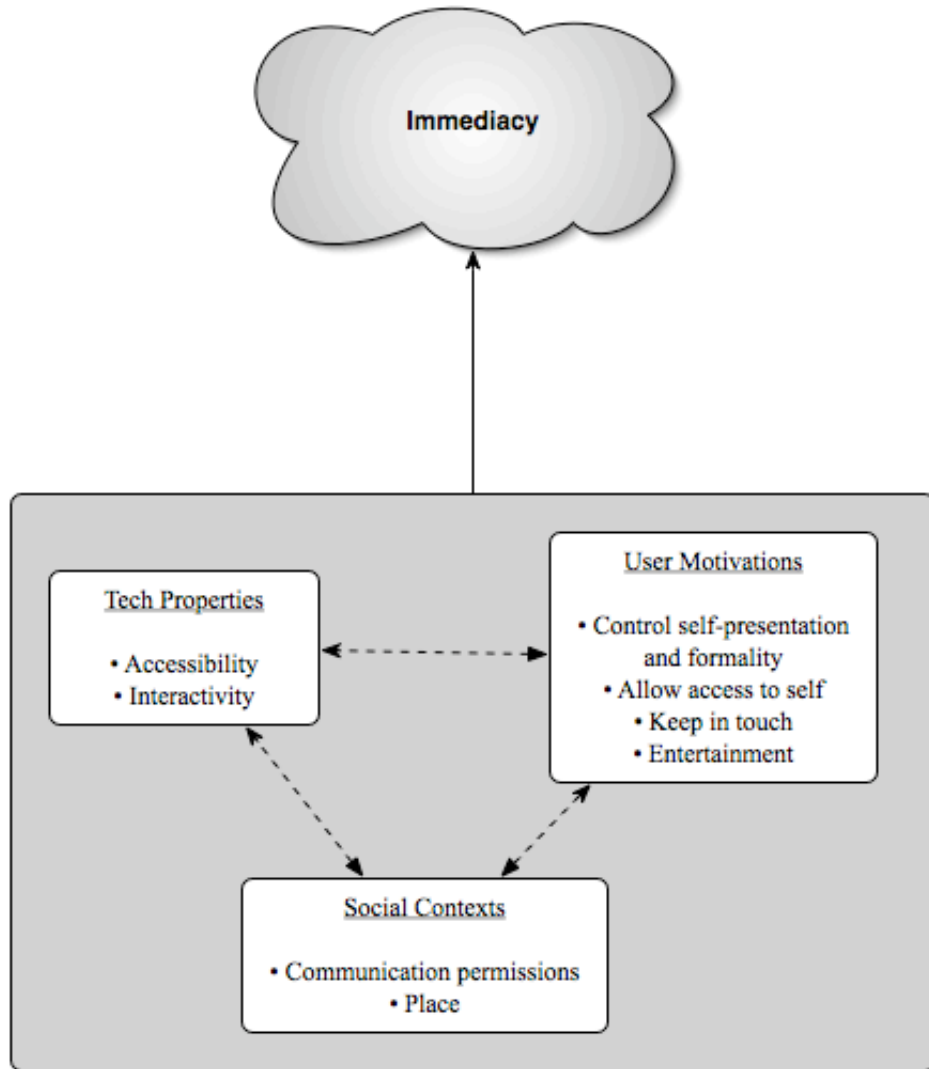 Immediacy
Tech Properties
• Accessibility
• Interactivity
User Motivations
• Control self-presentation
and formality
• Allow access to self
• Keep in touch
• Entertainment
Social Contexts
• Communication permissions
• Place